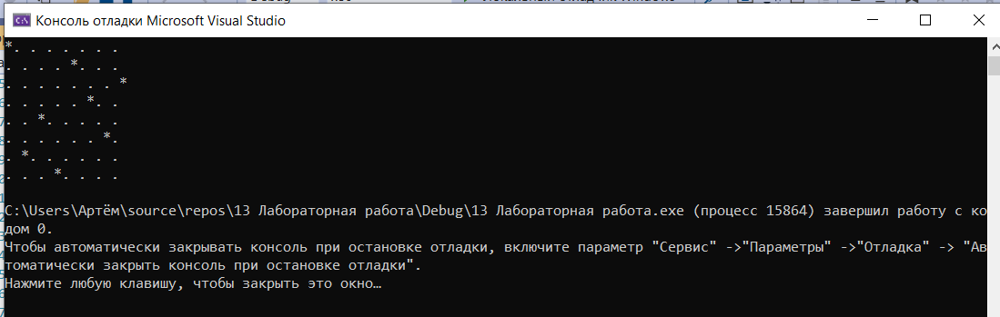 Консоль отладки Microsoft Visual Studio
*. . . . . . .
. . . . *. . .
. . . . . . . *
. . . . . *. .
. . *. . . . .
. . . . . . *.
. *. . . . . .
. . . *. . . .
C:\Users\Артём\source\repos\13 Лабораторная работа\Debug\13 Лабораторная работа.exe (процесс 15864) завершил работу с ко
дом 0.
Чтобы автоматически закрывать консоль при остановке отладки, включите параметр "Сервис" ->"Параметры" ->"Отладка" -> "Ав
томатически закрыть консоль при остановке отладки".
Нажмите любую клавишу, чтобы закрыть это окно…